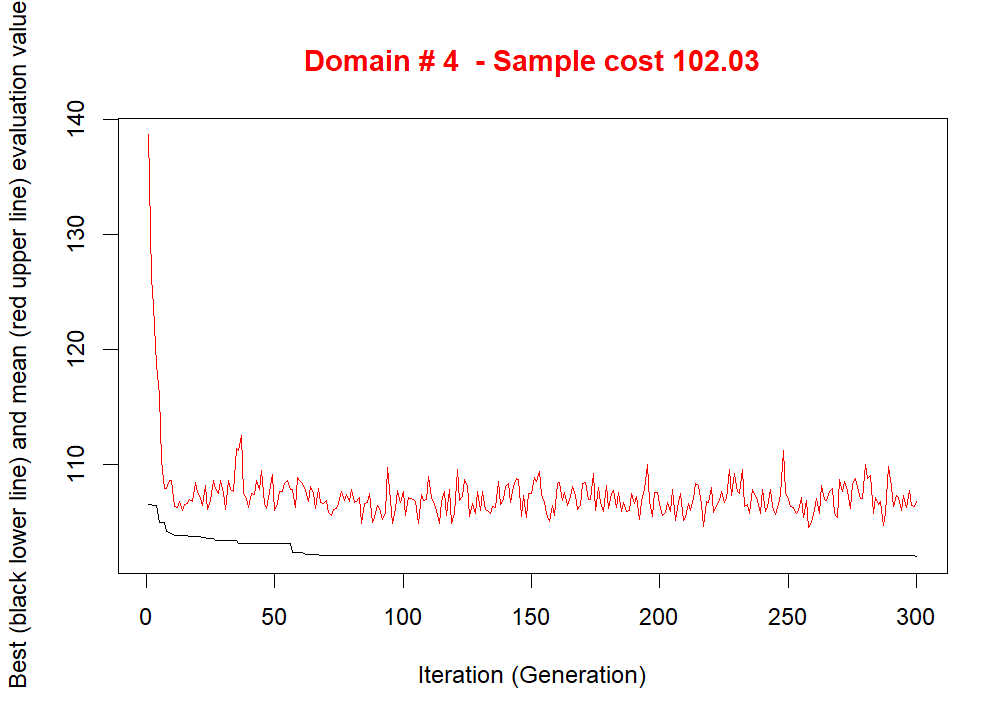 Domain # 4  - Sample cost 102.03
Best (black lower line) and mean (red upper line) evaluation value
140
130
120
110
0 50 100 150 200 250 300
Iteration (Generation)